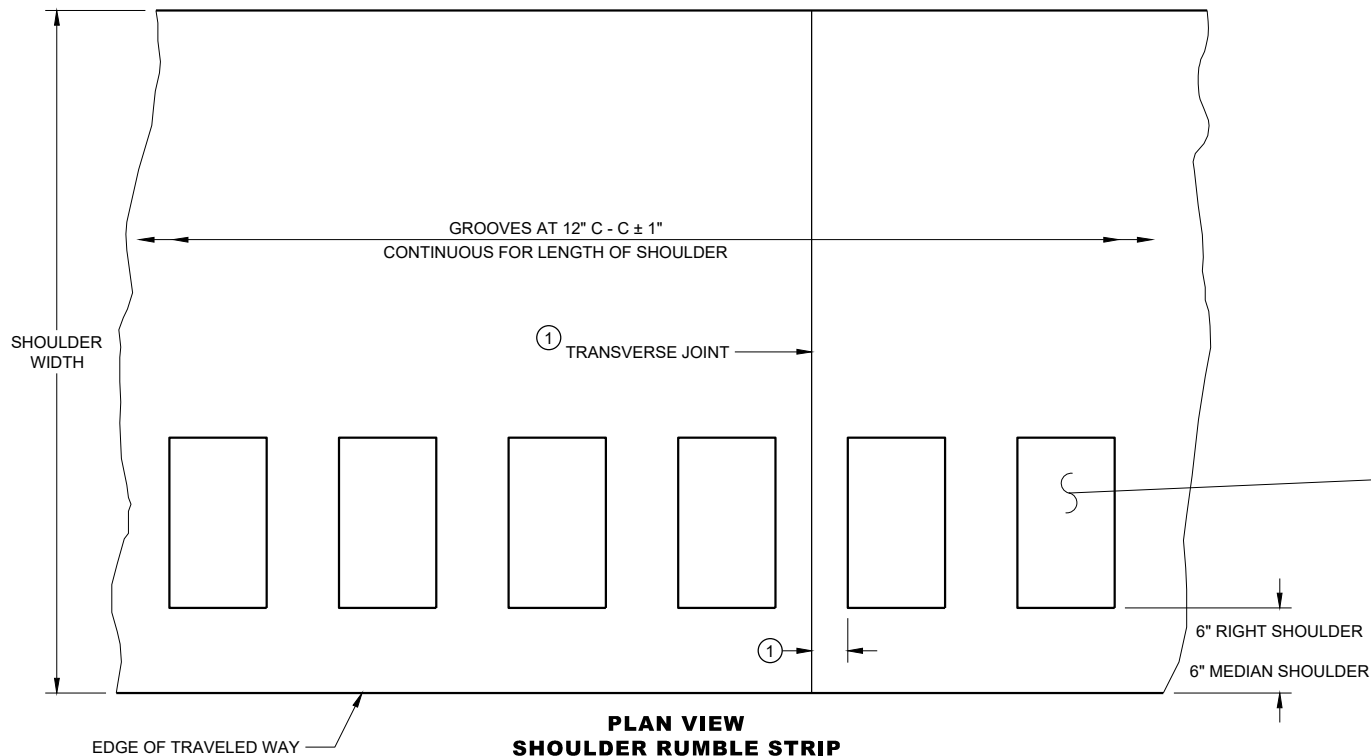 GROOVES AT 12" C - C ± 1"
CONTINUOUS FOR LENGTH OF SHOULDER
SHOULDER
WIDTH
1
TRANSVERSE JOINT
6" RIGHT SHOULDER
1
6" MEDIAN SHOULDER
EDGE OF TRAVELED WAY
PLAN VIEW
SHOULDER RUMBLE STRIP